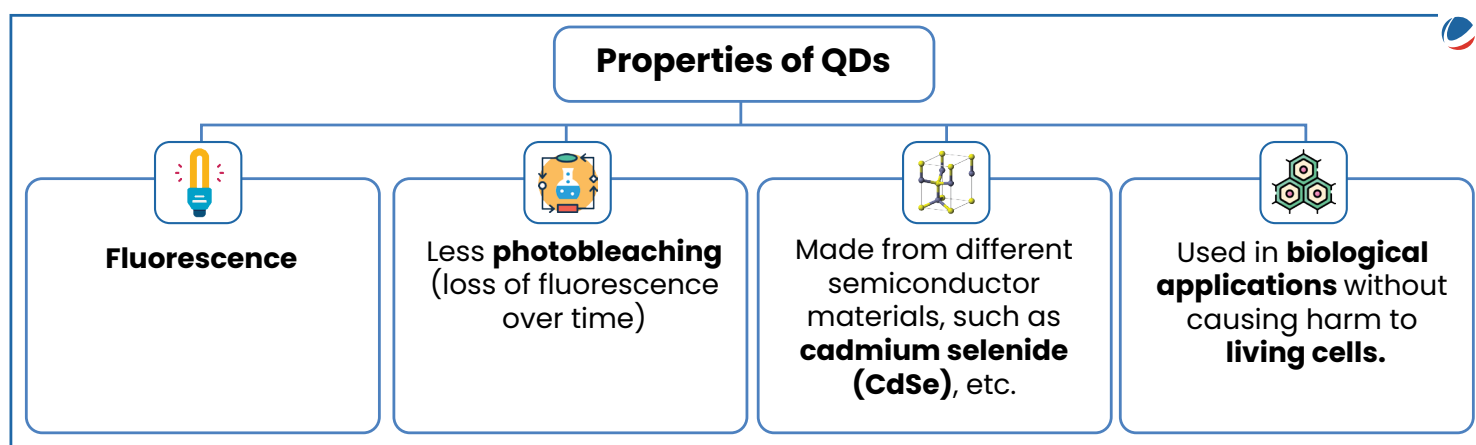 Properties of QDs
Fluorescence
Less photobleaching
(loss of fluorescence
over time)
Made from different
semiconductor
materials, such as
cadmium selenide
(CdSe), etc.
Used in biological
applications without
causing harm to
living cells.